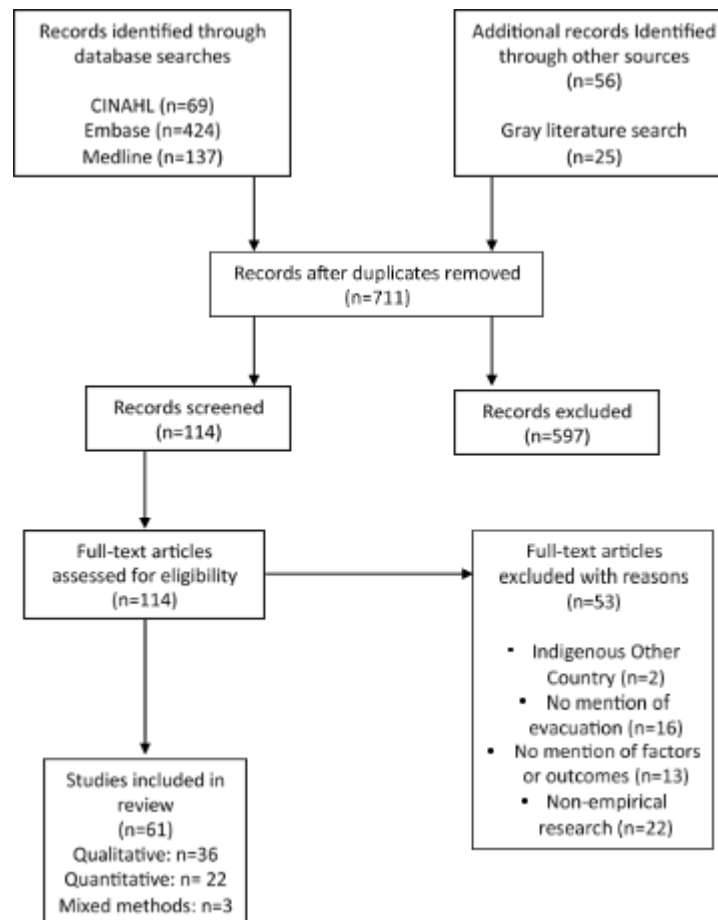 Records identified through
database searches
CINAHL (n=69)
Embase (n=424)
Medline (n=137)
Additional records Identified
through other sources
(n=56)
Gray literature search
(n=25)
Records after duplicates removed
(n=711)
Records screened
(n=114)
Records excluded
(n=597)
Full-text articles
assessed for eligibility
(n=114)
Full-text articles
excluded with reasons
(n=53)
• Indigenous Other
Country (n=2)
• No mention of
evacuation (n=16)
• No mention of factors
or outcomes (n=13)
• Non-empirical
research (n=22)
Studies included in
review
(n=61)
Qualitative: n=36
Quantitative: n= 22
Mixed methods: n=3